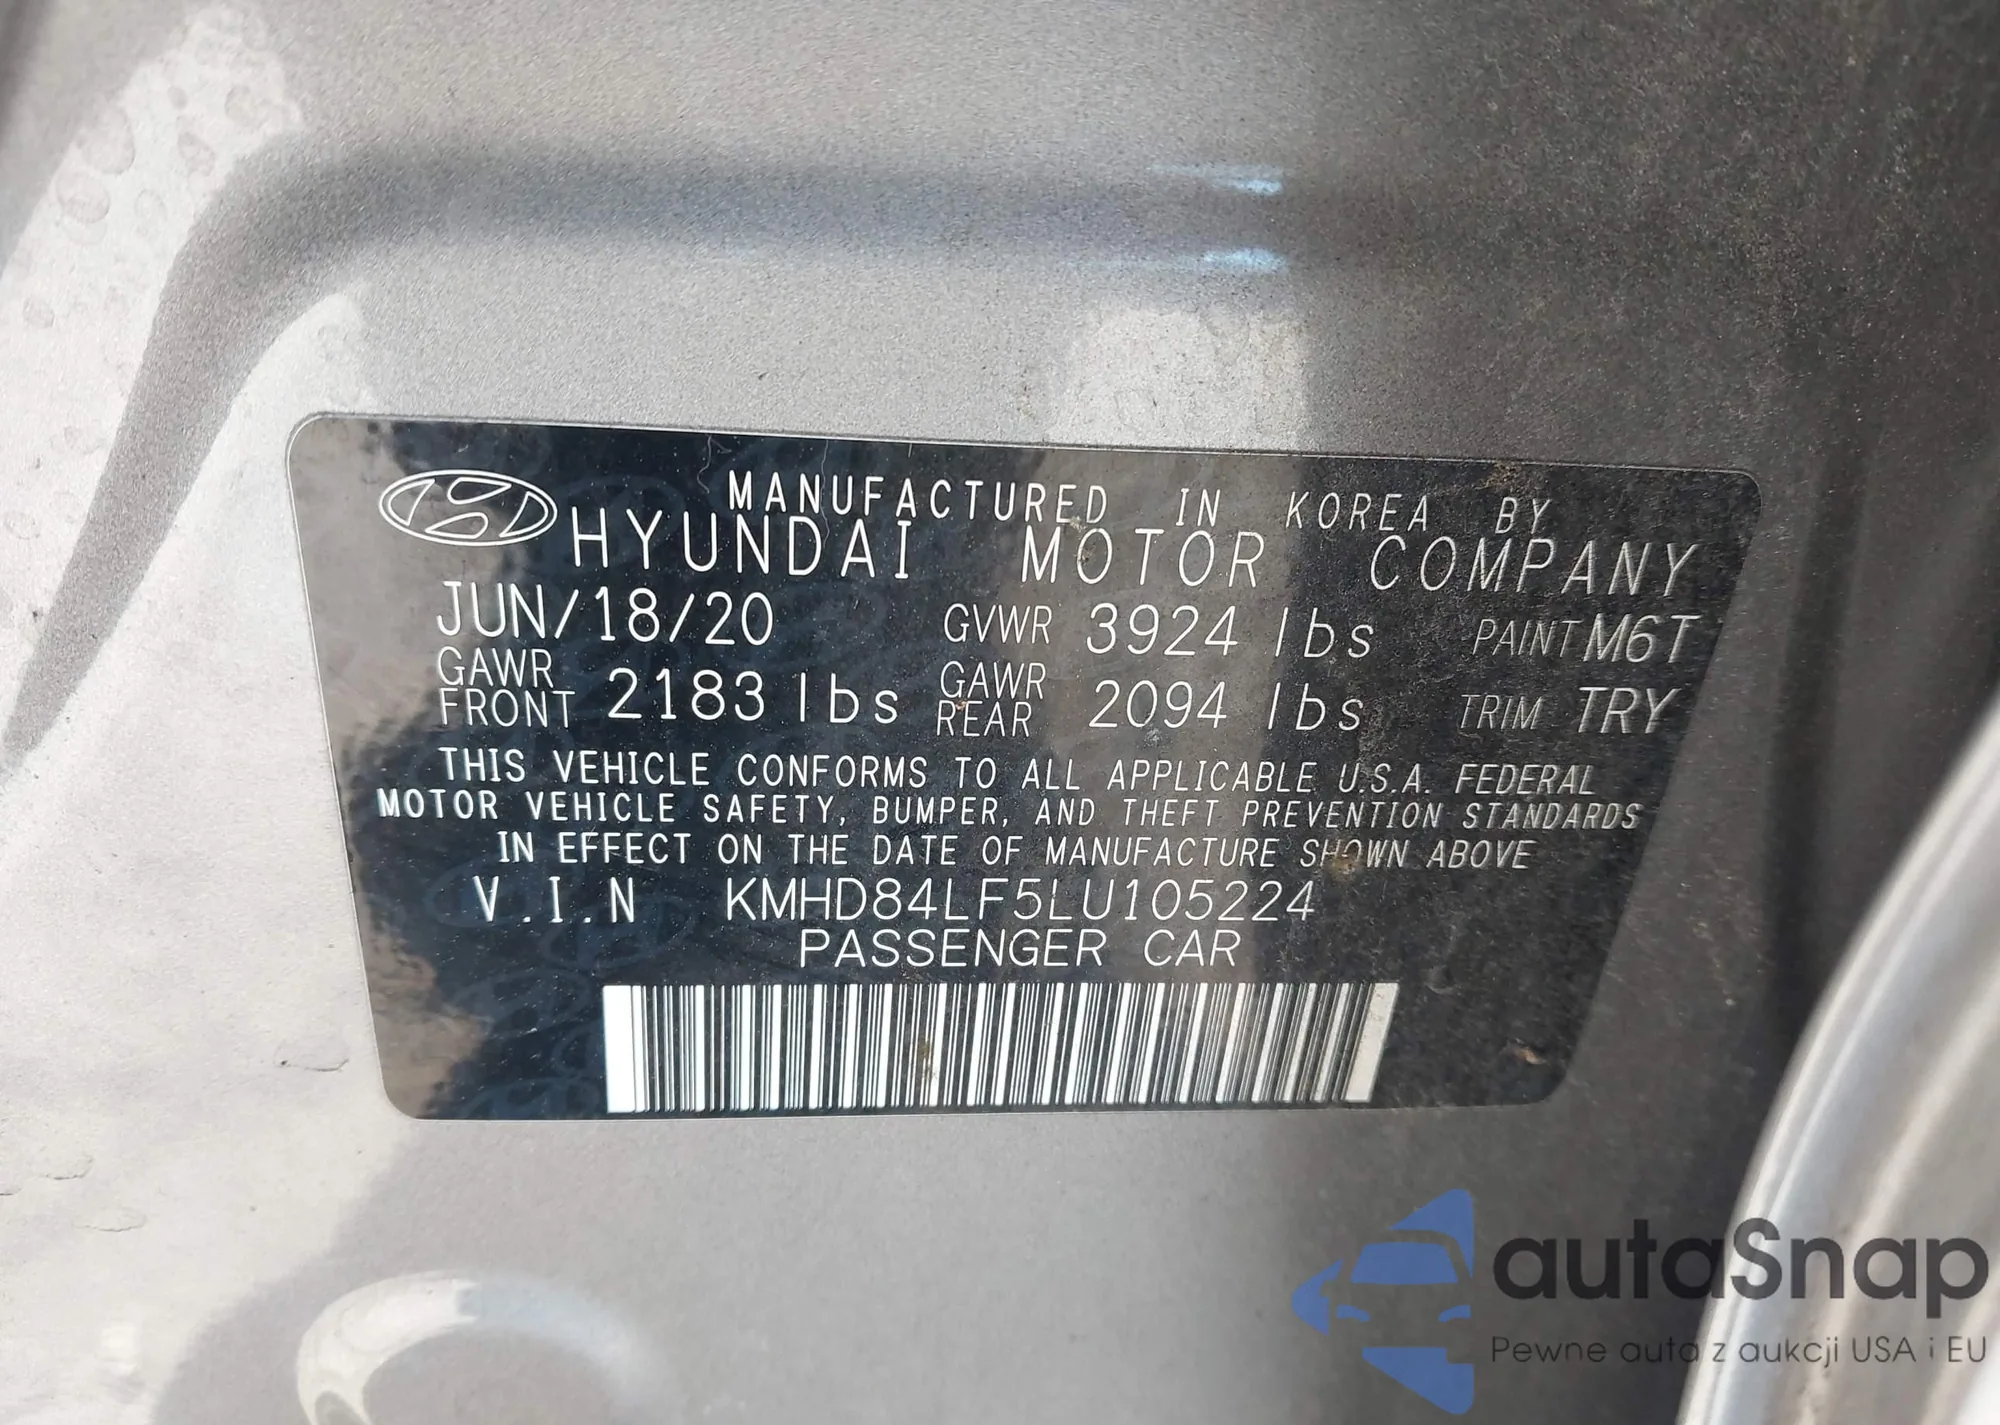 MANUFACTURED IN KOREA BY
HYUNDAI MOTOR COMPANY
JUN/18/20 GVWR 3924 lbs PAINT M6T
GAWR FRONT 2183 lbs GAWR REAR 2094 lbs TRIM TRY
THIS VEHICLE CONFORMS TO ALL APPLICABLE U.S.A. FEDERAL
MOTOR VEHICLE SAFETY, BUMPER, AND THEFT PREVENTION STANDARDS
IN EFFECT ON THE DATE OF MANUFACTURE SHOWN ABOVE
V.I.N KMHD84LF5LU105224
PASSENGER CAR
autaSnap
Pewne auta z aukcji USA i EU